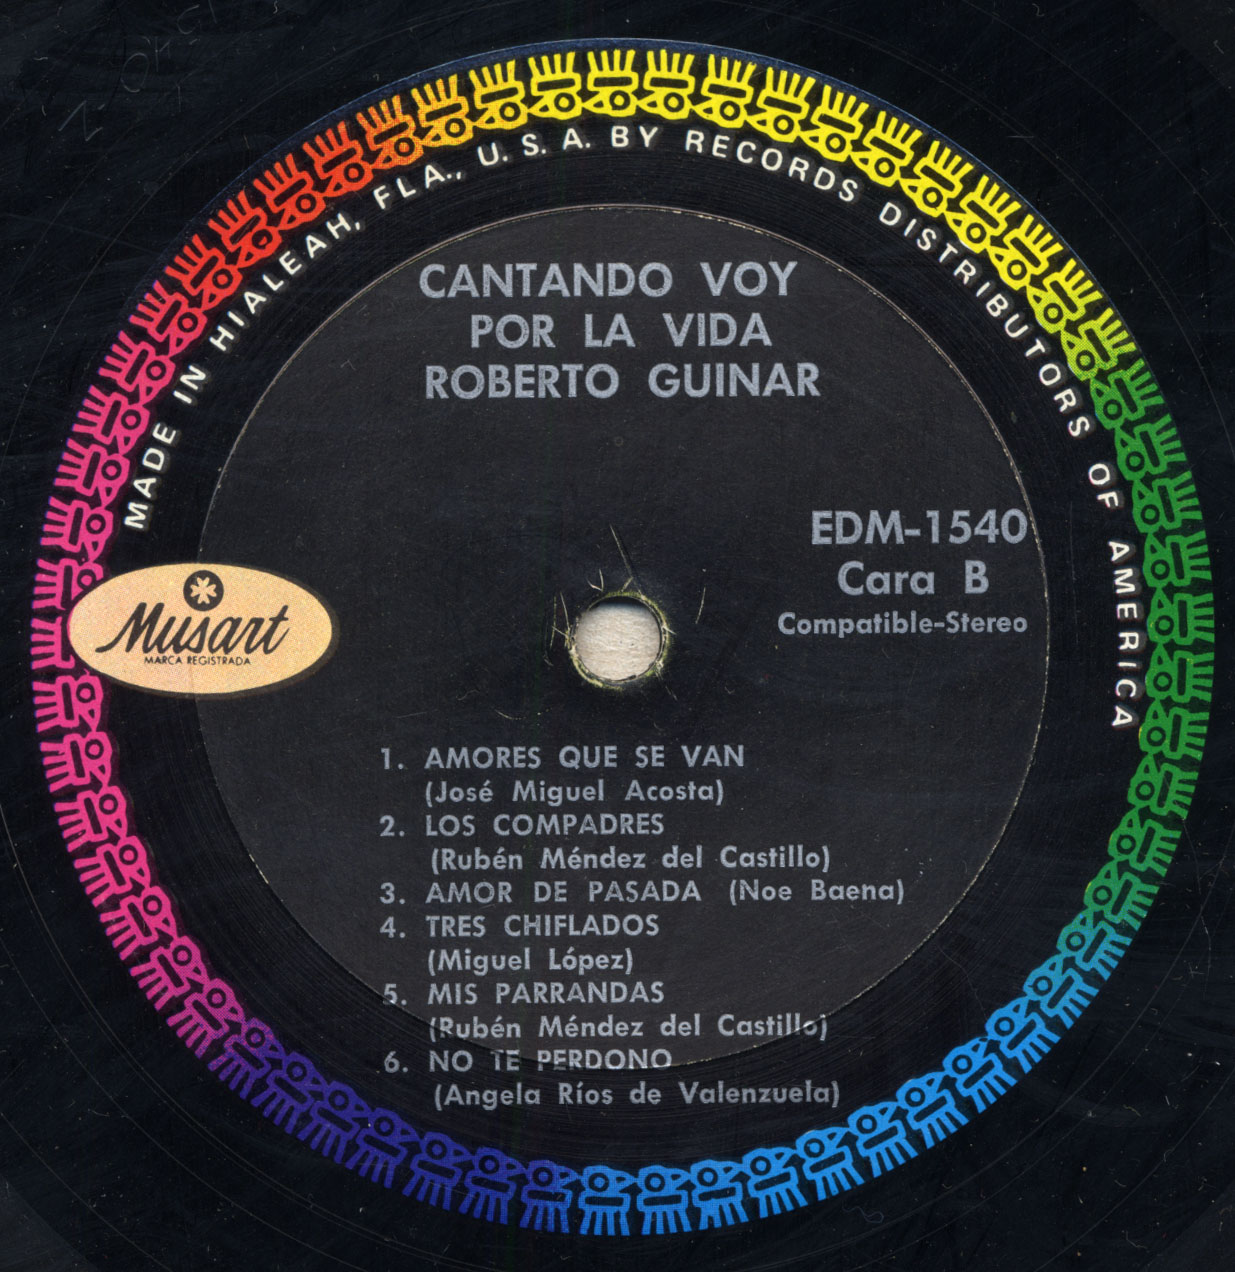 MADE IN HIALEAH, FLA., U.S.A. BY RECORDS DISTRIBUTORS OF AMERICA
CANTANDO VOY
POR LA VIDA
ROBERTO GUINAR
EDM-1540
Cara B
Compatible-Stereo
Musart
MARCA REGISTRADA
1. AMORES QUE SE VAN
(José Miguel Acosta)
2. LOS COMPADRES
(Rubén Méndez del Castillo)
3. AMOR DE PASADA (Noe Baena)
4. TRES CHIFLADOS
(Miguel López)
5. MIS PARRANDAS
(Rubén Méndez del Castillo)
6. NO TE PERDONO
(Angela Ríos de Valenzuela)